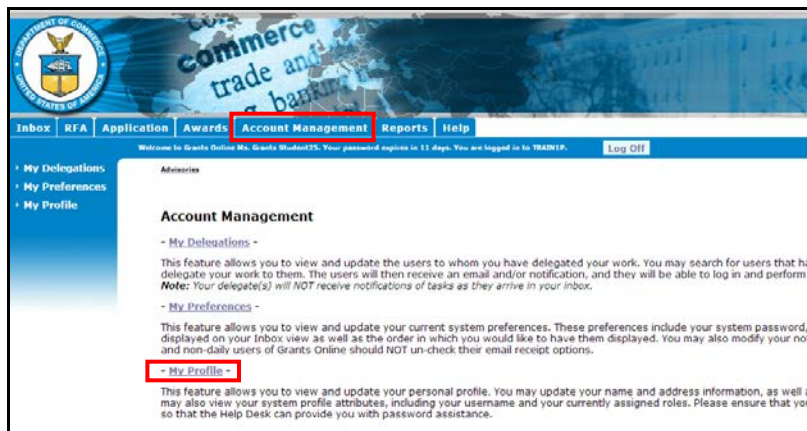 DEPARTMENT OF COMMERCE
UNITED STATES OF AMERICA
commerce
trade and
banking
Inbox RFA Application Awards Account Management Reports Help
Welcome to Grants Online Ms. Grants Student25. Your password expires in 11 days. You are logged in to TRAIN1P. Log Off
My Delegations
My Preferences
My Profile
Advisories
Account Management
- My Delegations -
This feature allows you to view and update the users to whom you have delegated your work. You may search for users that ha
delegate your work to them. The users will then receive an email and/or notification, and they will be able to log in and perform
Note: Your delegate(s) will NOT receive notifications of tasks as they arrive in your inbox.
- My Preferences -
This feature allows you to view and update your current system preferences. These preferences include your system password,
displayed on your Inbox view as well as the order in which you would like to have them displayed. You may also modify your no
and non-daily users of Grants Online should NOT un-check their email receipt options.
- My Profile -
This feature allows you to view and update your personal profile. You may update your name and address information, as well a
may also view your system profile attributes, including your username and your currently assigned roles. Please ensure that you
so that the Help Desk can provide you with password assistance.